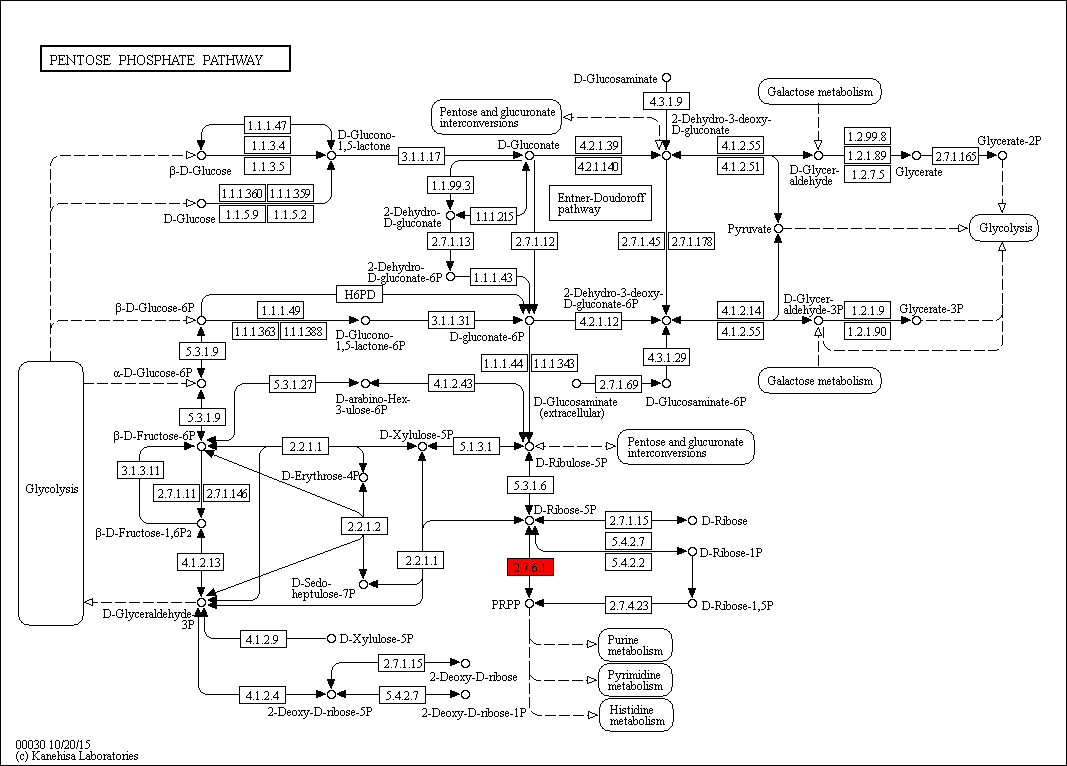 PENTOSE PHOSPHATE PATHWAY
D-Glucosaminate
4.3.1.9
Galactose metabolism
Pentose and glucuronate
interconversions
2-Dehydro-3-deoxy-
D-gluconate
1.1.1.47
1.1.3.4
1.1.3.5
D-Glucono-
1,5-lactone
3.1.1.17
D-Gluconate
4.2.1.39
4.2.1.140
4.2.55
4.2.51
1.2.99.8
1.2.1.89
1.2.7.5
Glycerate-2P
2.7.1.165
β-D-Glucose
D-Glycer-
aldehyde
Glycerate
1.1.99.3
1.1.1.360
1.1.1.359
1.1.5.9
1.1.5.2
D-Glucose
2-Dehydro-
D-gluconate
1.1.1.215
Entner-Doudoroff
pathway
Pyruvate
Glycolysis
2.7.1.13
2.7.1.12
2.7.1.45
2.7.1.178
2-Dehydro-
D-gluconate-6P
1.1.1.43
H6PD
2-Dehydro-3-deoxy-
D-gluconate-6P
β-D-Glucose-6P
1.1.1.49
1.1.1.363
1.1.1.388
D-Glucono-
1,5-lactone-6P
3.1.1.31
D-gluconate-6P
4.2.1.12
4.1.2.14
4.1.2.55
D-Glycer-
aldehyde-3P
1.2.1.9
1.2.1.90
Glycerate-3P
5.3.1.9
1.1.1.44
1.1.1.343
4.3.1.29
α-D-Glucose-6P
5.3.1.27
4.1.2.43
2.7.1.69
Galactose metabolism
D-arabino-Hex-
3-ulose-6P
D-Glucosaminate
(extracellular)
D-Glucosaminate-6P
5.3.1.9
β-D-Fructose-6P
2.2.1.1
D-Xylulose-5P
5.1.3.1
D-Ribulose-5P
Pentose and glucuronate
interconversions
3.1.3.11
D-Erythrose-4P
Glycolysis
2.7.1.11
2.7.1.146
5.3.1.6
β-D-Fructose-1,6P2
2.2.1.2
D-Ribose-5P
2.7.1.15
D-Ribose
5.4.2.7
5.4.2.2
D-Ribose-1P
4.1.2.13
2.2.1.1
2.7.6.1
D-Sedo-
heptulose-7P
D-Glyceraldehyde-
3P
PRPP
2.7.4.23
D-Ribose-1,5P
4.1.2.9
D-Xylulose-5P
Purine
metabolism
2.7.1.15
2-Deoxy-D-ribose
Pyrimidine
metabolism
4.1.2.4
5.4.2.7
2-Deoxy-D-ribose-5P
2-Deoxy-D-ribose-1P
Histidine
metabolism
00030 10/20/15
(c) Kanehisa Laboratories